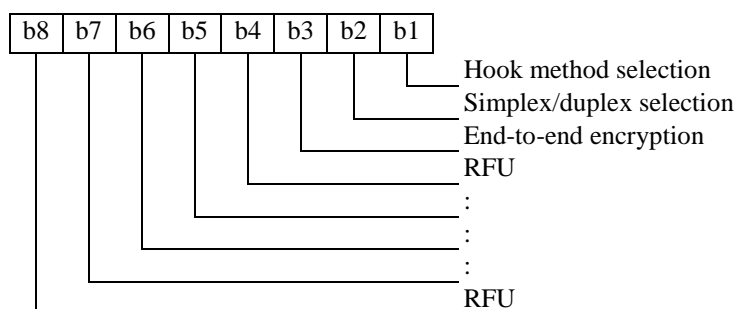 b8 b7 b6 b5 b4 b3 b2 b1
Hook method selection
Simplex/duplex selection
End-to-end encryption
RFU
:
:
:
RFU